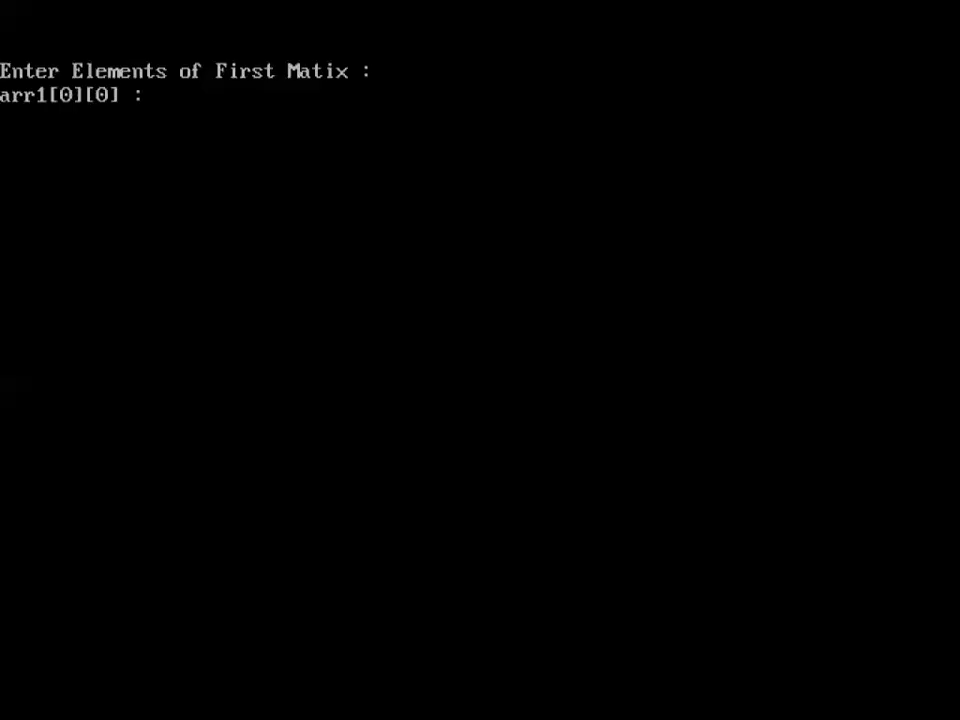 Enter Elements of First Matix :
arr1[0][0] :